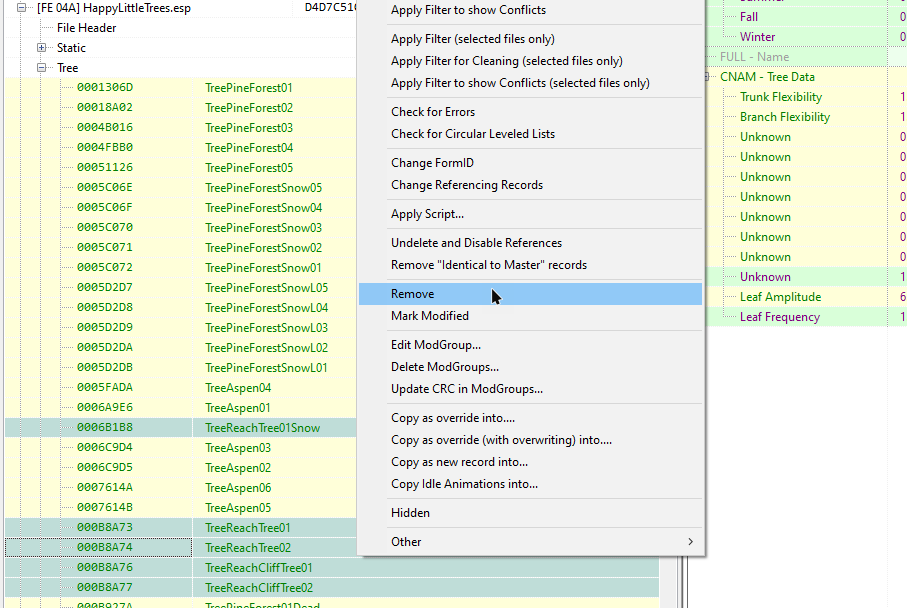 [FE 04A] HappyLittleTrees.esp
D4D7C51
File Header
Static
Tree
0001306D TreePineForest01
00018A02 TreePineForest02
0004B016 TreePineForest03
0004FBB0 TreePineForest04
00051126 TreePineForest05
0005C06E TreePineForestSnow05
0005C06F TreePineForestSnow04
0005C070 TreePineForestSnow03
0005C071 TreePineForestSnow02
0005C072 TreePineForestSnow01
0005D2D7 TreePineForestSnowL05
0005D2D8 TreePineForestSnowL04
0005D2D9 TreePineForestSnowL03
0005D2DA TreePineForestSnowL02
0005D2DB TreePineForestSnowL01
0005FADA TreeAspen04
0006A9E6 TreeAspen01
0006B1B8 TreeReachTree01Snow
0006C9D4 TreeAspen03
0006C9D5 TreeAspen02
0007614A TreeAspen06
0007614B TreeAspen05
000B8A73 TreeReachTree01
000B8A74 TreeReachTree02
000B8A76 TreeReachCliffTree01
000B8A77 TreeReachCliffTree02
000B927A TreePineForest01Dead
Apply Filter to show Conflicts
Apply Filter (selected files only)
Apply Filter for Cleaning (selected files only)
Apply Filter to show Conflicts (selected files only)
Check for Errors
Check for Circular Leveled Lists
Change FormID
Change Referencing Records
Apply Script...
Undelete and Disable References
Remove "Identical to Master" records
Remove
Mark Modified
Edit ModGroup...
Delete ModGroups...
Update CRC in ModGroups...
Copy as override into....
Copy as override (with overwriting) into....
Copy as new record into...
Copy Idle Animations into...
Hidden
Other
Summer 0
Fall 0
Winter 0
FULL - Name
CNAM - Tree Data
Trunk Flexibility 1
Branch Flexibility 1
Unknown 0
Unknown 0
Unknown 0
Unknown 0
Unknown 0
Unknown 0
Unknown 0
Unknown 1
Leaf Amplitude 6
Leaf Frequency 1